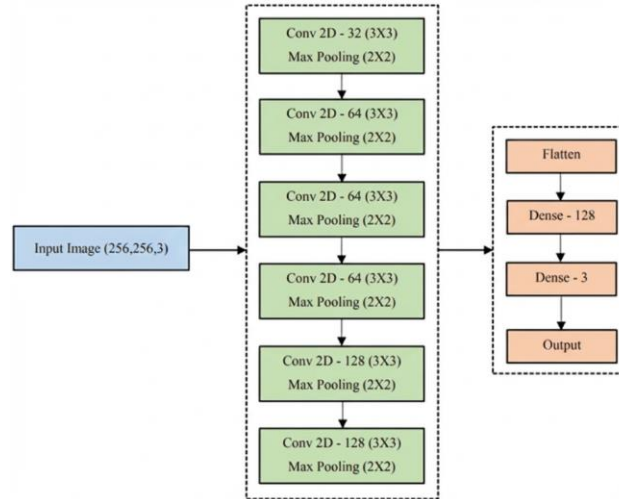 Input Image (256,256,3)
Conv 2D - 32 (3X3)
Max Pooling (2X2)
Conv 2D - 64 (3X3)
Max Pooling (2X2)
Conv 2D - 64 (3X3)
Max Pooling (2X2)
Conv 2D - 64 (3X3)
Max Pooling (2X2)
Conv 2D - 128 (3X3)
Max Pooling (2X2)
Conv 2D - 128 (3X3)
Max Pooling (2X2)
Flatten
Dense - 128
Dense - 3
Output